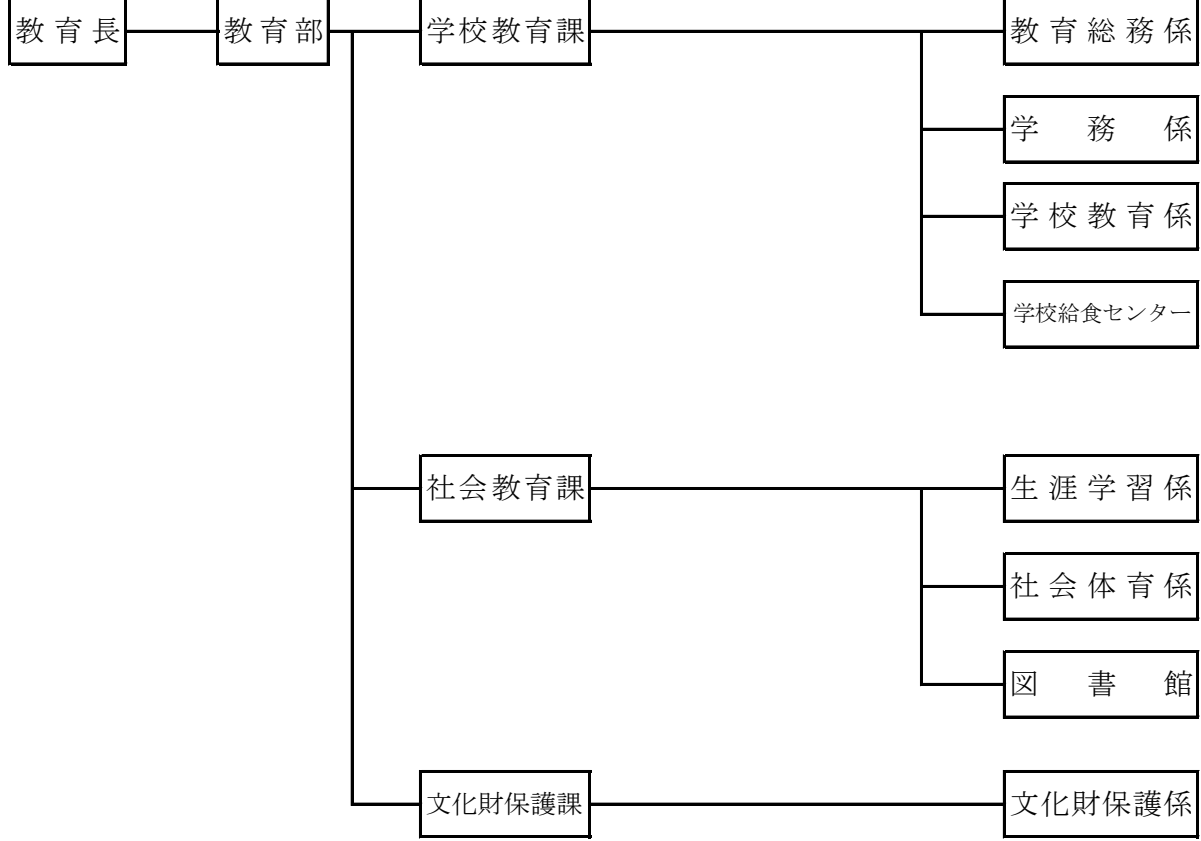 教育長 教育部 学校教育課 教育総務係
学務係
学校教育係
学校給食センター
社会教育課 生涯学習係
社会体育係
図書館
文化財保護課 文化財保護係